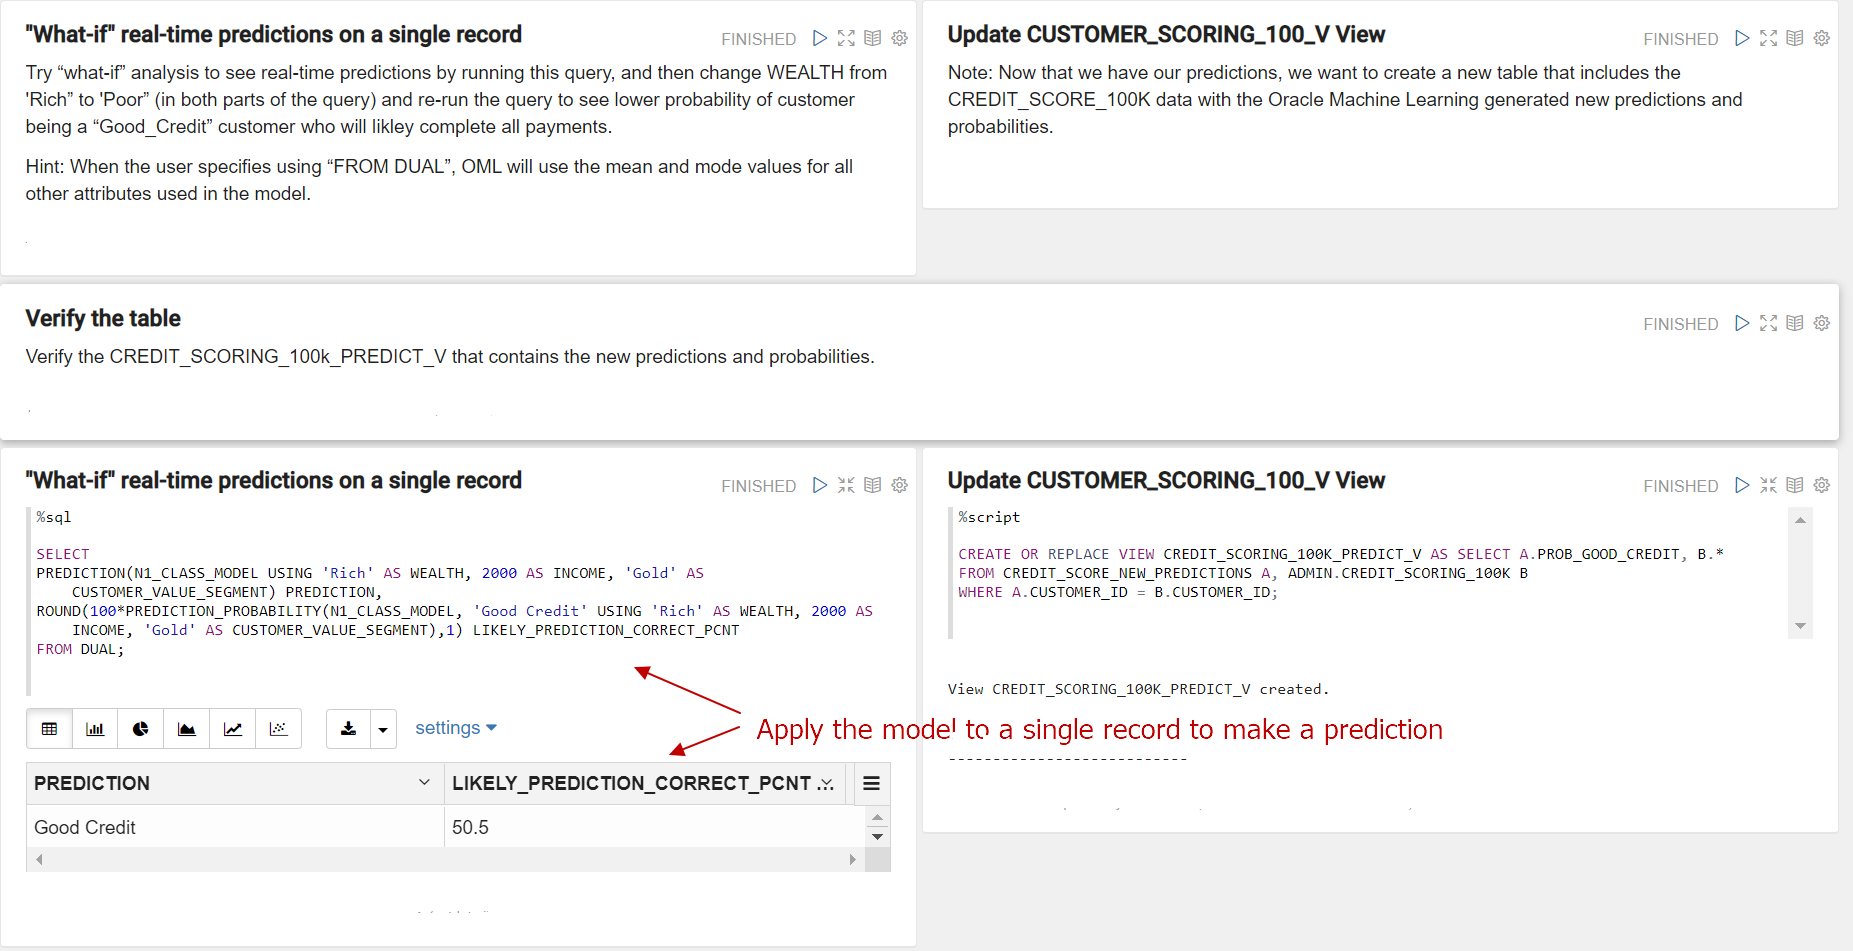 "What-if" real-time predictions on a single record
FINISHED
Try “what-if” analysis to see real-time predictions by running this query, and then change WEALTH from
'Rich” to 'Poor” (in both parts of the query) and re-run the query to see lower probability of customer
being a “Good_Credit” customer who will likley complete all payments.
Hint: When the user specifies using “FROM DUAL”, OML will use the mean and mode values for all
other attributes used in the model.
Update CUSTOMER_SCORING_100_V View
FINISHED
Note: Now that we have our predictions, we want to create a new table that includes the
CREDIT_SCORE_100K data with the Oracle Machine Learning generated new predictions and
probabilities.
Verify the table
FINISHED
Verify the CREDIT_SCORING_100k_PREDICT_V that contains the new predictions and probabilities.
"What-if" real-time predictions on a single record
FINISHED
%sql
SELECT
PREDICTION(N1_CLASS_MODEL USING 'Rich' AS WEALTH, 2000 AS INCOME, 'Gold' AS
CUSTOMER_VALUE_SEGMENT) PREDICTION,
ROUND(100*PREDICTION_PROBABILITY(N1_CLASS_MODEL, 'Good Credit' USING 'Rich' AS WEALTH, 2000 AS
INCOME, 'Gold' AS CUSTOMER_VALUE_SEGMENT),1) LIKELY_PREDICTION_CORRECT_PCNT
FROM DUAL;
settings
PREDICTION LIKELY_PREDICTION_CORRECT_PCNT ...
Good Credit 50.5
Update CUSTOMER_SCORING_100_V View
FINISHED
%script
CREATE OR REPLACE VIEW CREDIT_SCORING_100K_PREDICT_V AS SELECT A.PROB_GOOD_CREDIT, B.*
FROM CREDIT_SCORE_NEW_PREDICTIONS A, ADMIN.CREDIT_SCORING_100K B
WHERE A.CUSTOMER_ID = B.CUSTOMER_ID;
View CREDIT_SCORING_100K_PREDICT_V created.
Apply the model to a single record to make a prediction
---------------------------